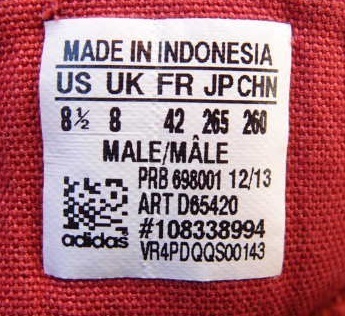 MADE IN INDONESIA
US UK FR JP CHN
8½ 8 42 265 260
MALE/MÂLE
PRB 698001 12/13
ART D65420
#108338994
adidas
VR4PDQQS00143